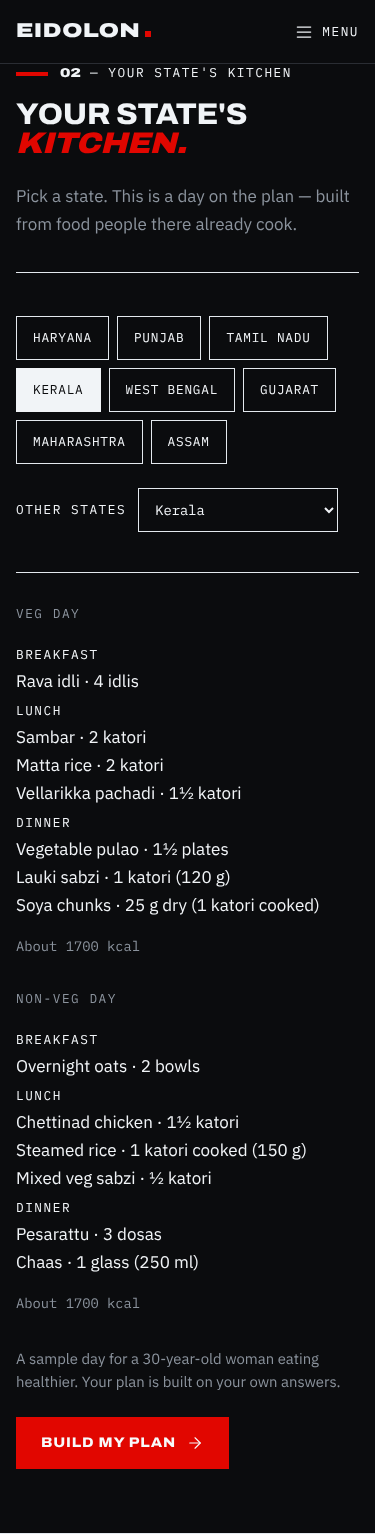 EIDOLON.
MENU
02 — YOUR STATE'S KITCHEN
YOUR STATE'S
KITCHEN.
Pick a state. This is a day on the plan — built
from food people there already cook.
HARYANA
PUNJAB
TAMIL NADU
KERALA
WEST BENGAL
GUJARAT
MAHARASHTRA
ASSAM
OTHER STATES
Kerala
VEG DAY
BREAKFAST
Rava idli · 4 idlis
LUNCH
Sambar · 2 katori
Matta rice · 2 katori
Vellarikka pachadi · 1½ katori
DINNER
Vegetable pulao · 1½ plates
Lauki sabzi · 1 katori (120 g)
Soya chunks · 25 g dry (1 katori cooked)
About 1700 kcal
NON-VEG DAY
BREAKFAST
Overnight oats · 2 bowls
LUNCH
Chettinad chicken · 1½ katori
Steamed rice · 1 katori cooked (150 g)
Mixed veg sabzi · ½ katori
DINNER
Pesarattu · 3 dosas
Chaas · 1 glass (250 ml)
About 1700 kcal
A sample day for a 30-year-old woman eating
healthier. Your plan is built on your own answers.
BUILD MY PLAN →